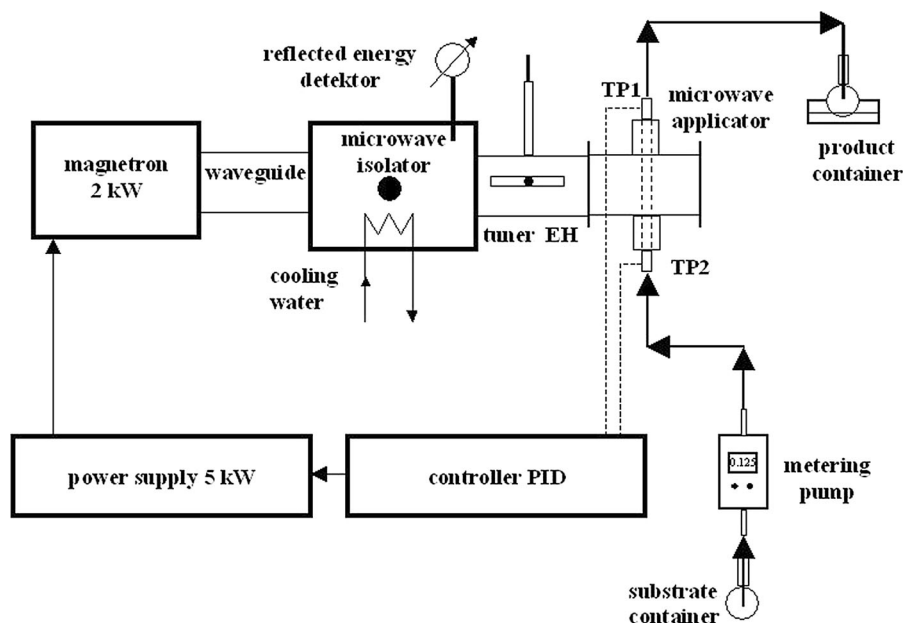 reflected energy
detektor
TP1
microwave
applicator
magnetron
2 kW
waveguide
microwave
isolator
product
container
tuner EH
TP2
cooling
water
power supply 5 kW
controller PID
0.125
metering
pump
substrate
container